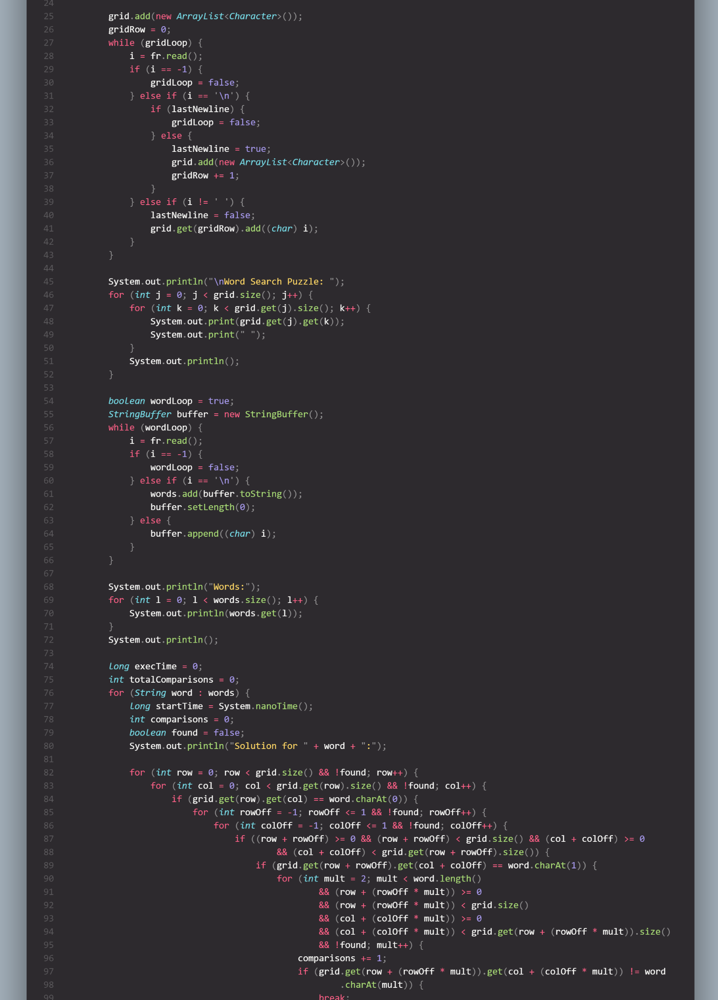 24
25 grid.add(new ArrayList<Character>());
26 gridRow = 0;
27 while (gridLoop) {
28 i = fr.read();
29 if (i == -1) {
30 gridLoop = false;
31 } else if (i == '\n') {
32 if (lastNewline) {
33 gridLoop = false;
34 } else {
35 lastNewline = true;
36 grid.add(new ArrayList<Character>());
37 gridRow += 1;
38 }
39 } else if (i != ' ') {
40 lastNewline = false;
41 grid.get(gridRow).add((char) i);
42 }
43 }
44
45 System.out.println("\nWord Search Puzzle: ");
46 for (int j = 0; j < grid.size(); j++) {
47 for (int k = 0; k < grid.get(j).size(); k++) {
48 System.out.print(grid.get(j).get(k));
49 System.out.print(" ");
50 }
51 System.out.println();
52 }
53
54 boolean wordLoop = true;
55 StringBuffer buffer = new StringBuffer();
56 while (wordLoop) {
57 i = fr.read();
58 if (i == -1) {
59 wordLoop = false;
60 } else if (i == '\n') {
61 words.add(buffer.toString());
62 buffer.setLength(0);
63 } else {
64 buffer.append((char) i);
65 }
66 }
67
68 System.out.println("Words:");
69 for (int l = 0; l < words.size(); l++) {
70 System.out.println(words.get(l));
71 }
72 System.out.println();
73
74 long execTime = 0;
75 int totalComparisons = 0;
76 for (String word : words) {
77 long startTime = System.nanoTime();
78 int comparisons = 0;
79 boolean found = false;
80 System.out.println("Solution for " + word + ":");
81
82 for (int row = 0; row < grid.size() && !found; row++) {
83 for (int col = 0; col < grid.get(row).size() && !found; col++) {
84 if (grid.get(row).get(col) == word.charAt(0)) {
85 for (int rowOff = -1; rowOff <= 1 && !found; rowOff++) {
86 for (int colOff = -1; colOff <= 1 && !found; colOff++) {
87 if ((row + rowOff) >= 0 && (row + rowOff) < grid.size() && (col + colOff) >= 0
88 && (col + colOff) < grid.get(row + rowOff).size()) {
89 if (grid.get(row + rowOff).get(col + colOff) == word.charAt(1)) {
90 for (int mult = 2; mult < word.length()
91 && (row + (rowOff * mult)) >= 0
92 && (row + (rowOff * mult)) < grid.size()
93 && (col + (colOff * mult)) >= 0
94 && (col + (colOff * mult)) < grid.get(row + (rowOff * mult)).size()
95 && !found; mult++) {
96 comparisons += 1;
97 if (grid.get(row + (rowOff * mult)).get(col + (colOff * mult)) != word
98 .charAt(mult)) {
99 break;